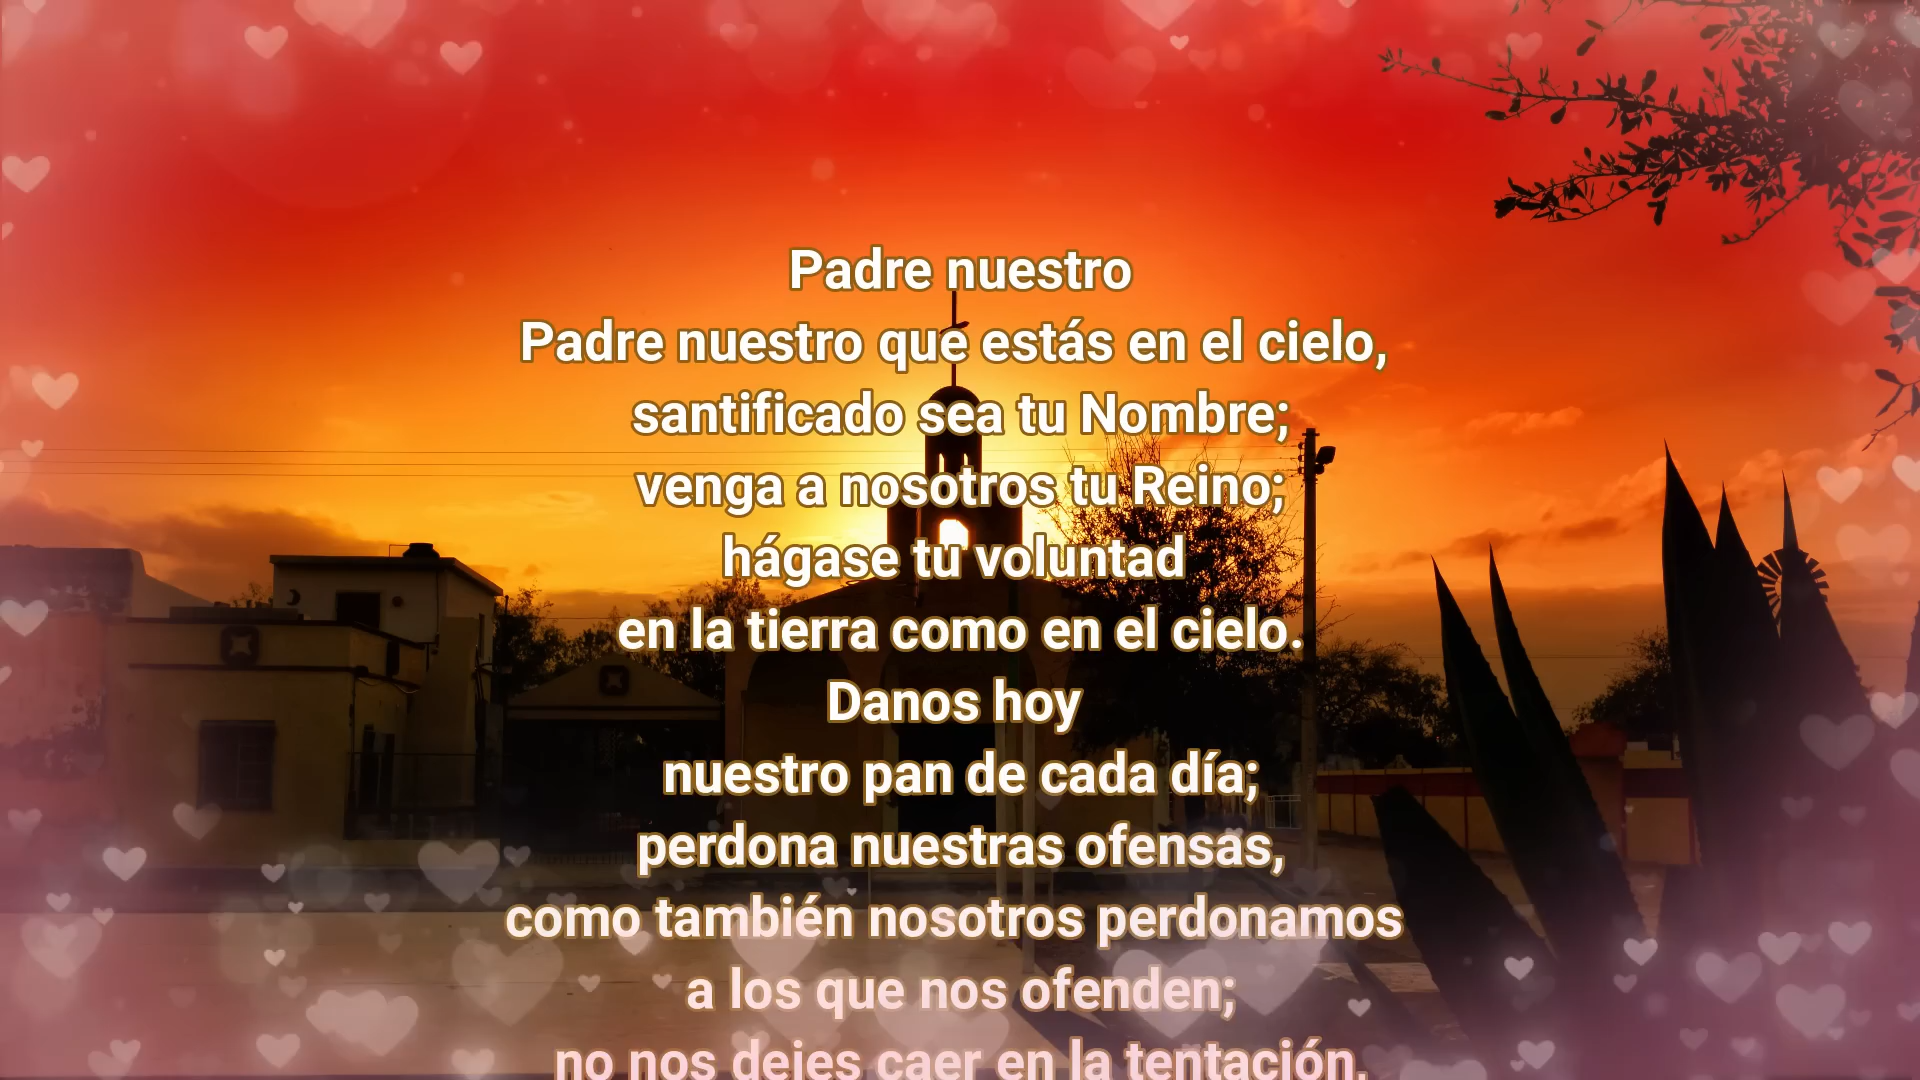 Padre nuestro
Padre nuestro que estás en el cielo,
santificado sea tu Nombre;
venga a nosotros tu Reino;
hágase tu voluntad
en la tierra como en el cielo.
Danos hoy
nuestro pan de cada día;
perdona nuestras ofensas,
como también nosotros perdonamos
a los que nos ofenden;
no nos dejes caer en la tentación,